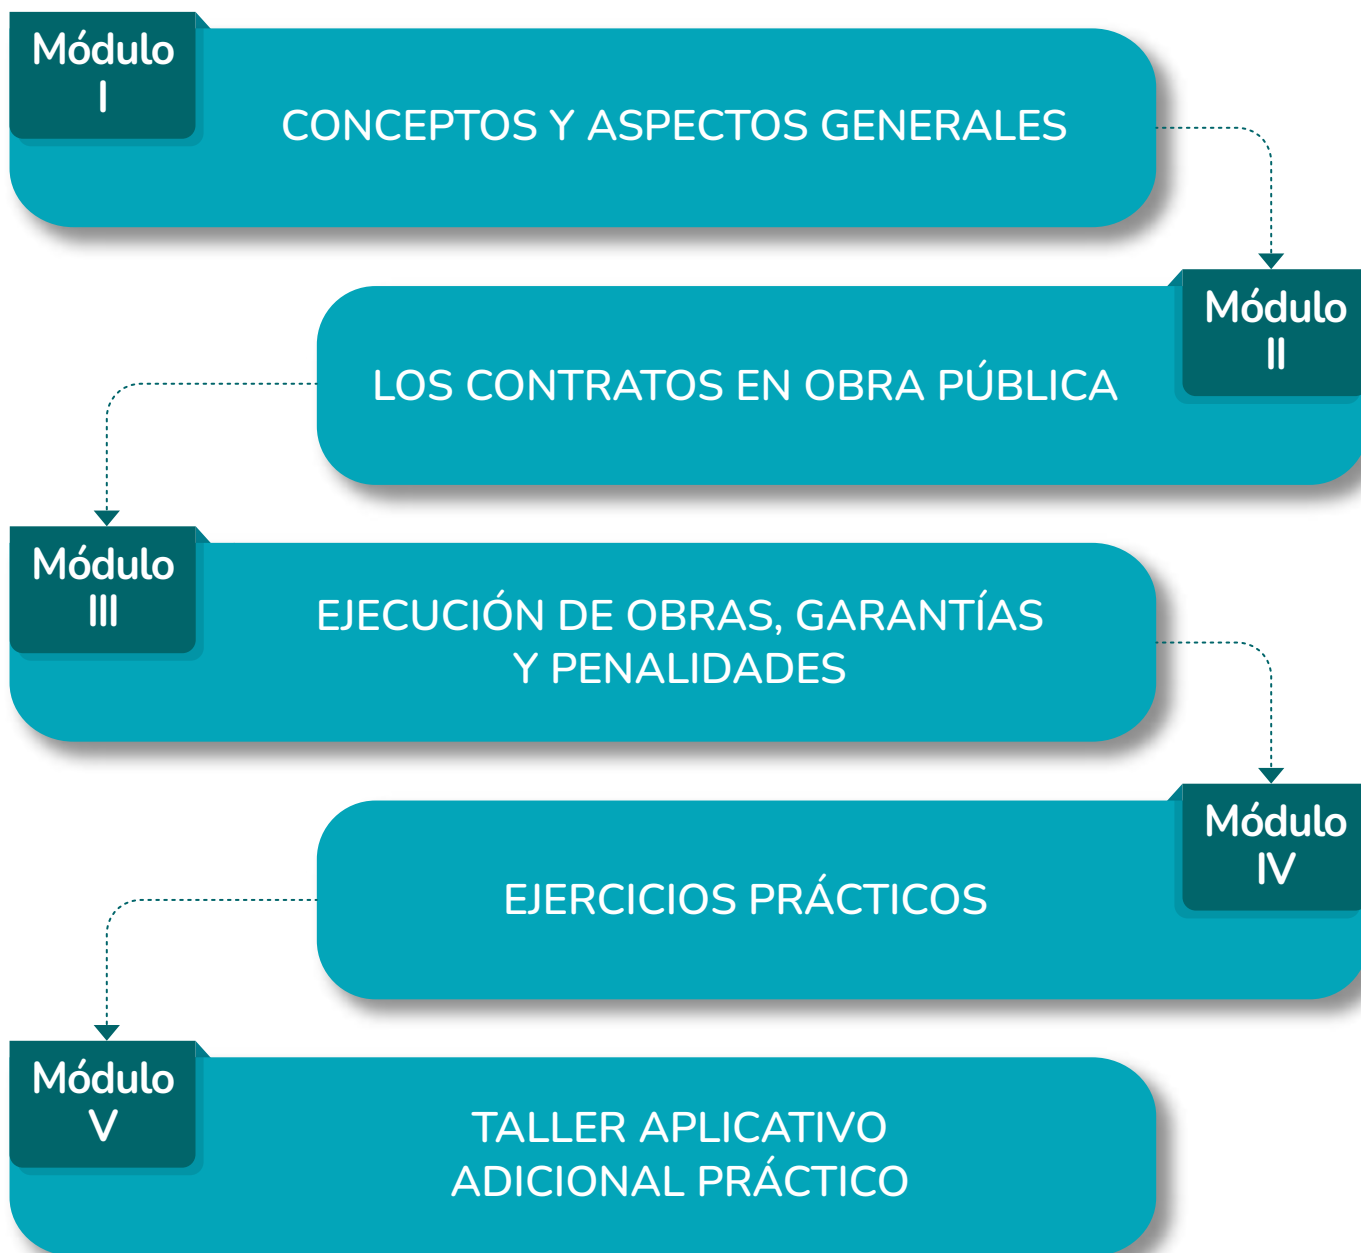 Módulo
I
CONCEPTOS Y ASPECTOS GENERALES
Módulo
II
LOS CONTRATOS EN OBRA PÚBLICA
Módulo
III
EJECUCIÓN DE OBRAS, GARANTÍAS
Y PENALIDADES
Módulo
IV
EJERCICIOS PRÁCTICOS
Módulo
V
TALLER APLICATIVO
ADICIONAL PRÁCTICO